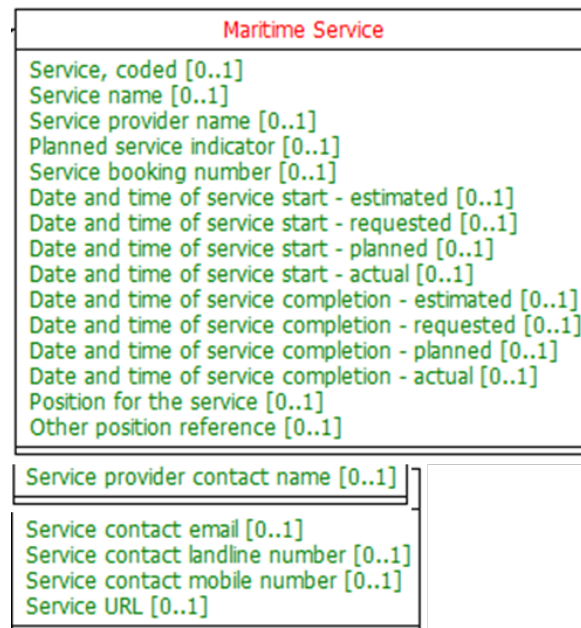 Maritime Service
Service, coded [0..1]
Service name [0..1]
Service provider name [0..1]
Planned service indicator [0..1]
Service booking number [0..1]
Date and time of service start - estimated [0..1]
Date and time of service start - requested [0..1]
Date and time of service start - planned [0..1]
Date and time of service start - actual [0..1]
Date and time of service completion - estimated [0..1]
Date and time of service completion - requested [0..1]
Date and time of service completion - planned [0..1]
Date and time of service completion - actual [0..1]
Position for the service [0..1]
Other position reference [0..1]
Service provider contact name [0..1]
Service contact email [0..1]
Service contact landline number [0..1]
Service contact mobile number [0..1]
Service URL [0..1]